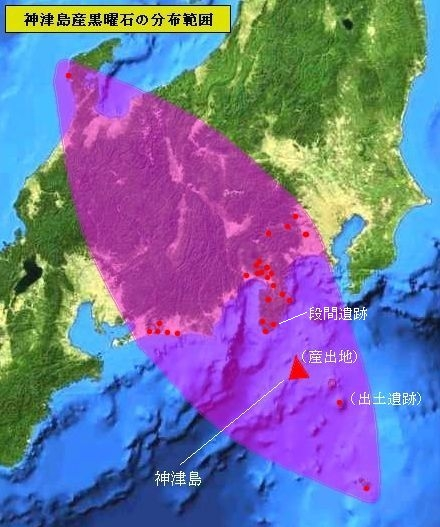 神津島産黒曜石の分布範囲
段間遺跡
（産出地）
（出土遺跡）
神津島